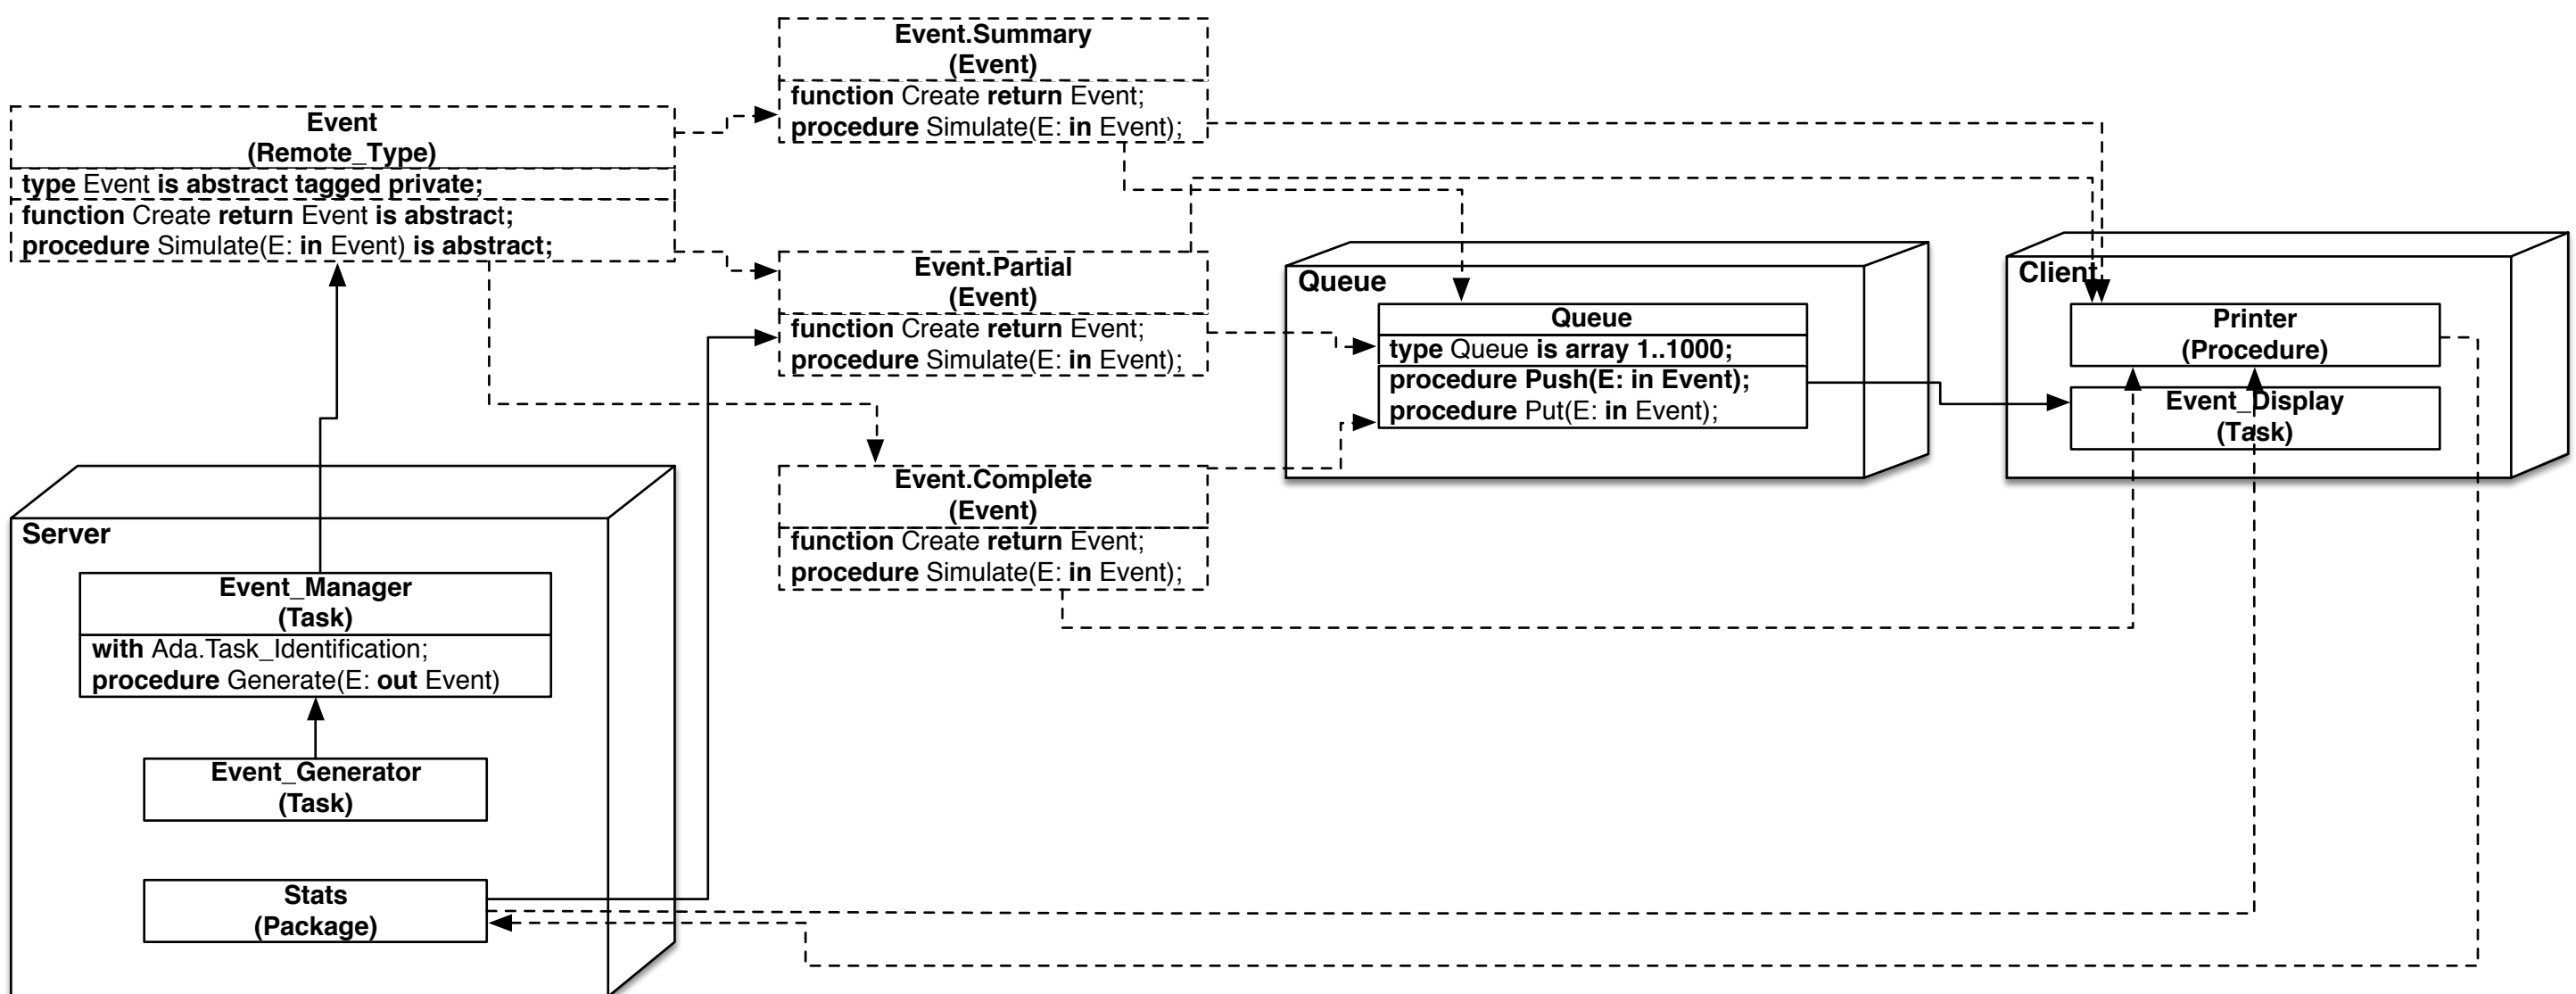 Event.Summary
(Event)
function Create return Event;
procedure Simulate(E: in Event);
Event
(Remote_Type)
type Event is abstract tagged private;
function Create return Event is abstract;
procedure Simulate(E: in Event) is abstract;
Event.Partial
(Event)
function Create return Event;
procedure Simulate(E: in Event);
Queue
Queue
type Queue is array 1..1000;
procedure Push(E: in Event);
procedure Put(E: in Event);
Client
Printer
(Procedure)
Event_Display
(Task)
Event.Complete
(Event)
function Create return Event;
procedure Simulate(E: in Event);
Server
Event_Manager
(Task)
with Ada.Task_Identification;
procedure Generate(E: out Event)
Event_Generator
(Task)
Stats
(Package)